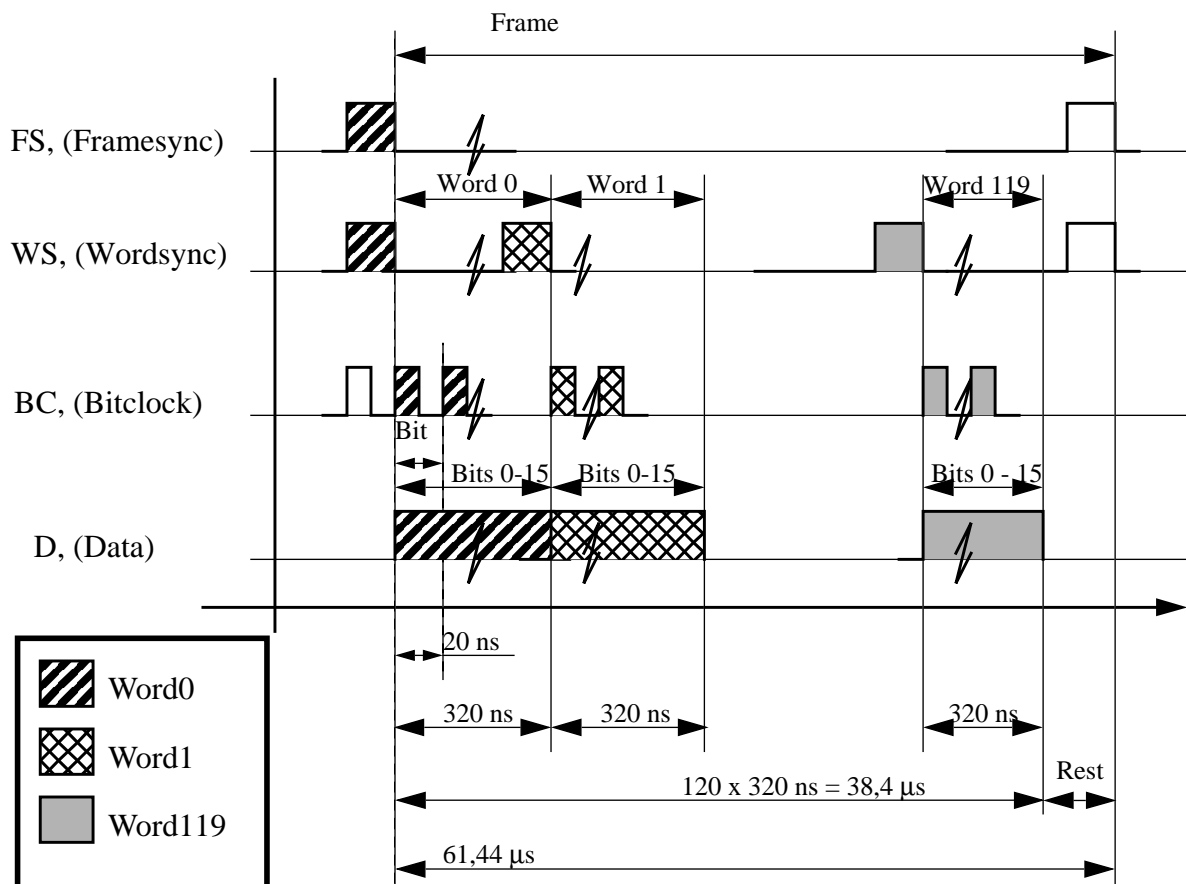 Frame
FS, (Framesync)
Word 0
Word 1
Word 119
WS, (Wordsync)
BC, (Bitclock)
Bit
Bits 0-15
Bits 0-15
Bits 0 - 15
D, (Data)
20 ns
Word0
320 ns
320 ns
320 ns
Word1
Rest
120 x 320 ns = 38,4 µs
Word119
61,44 µs